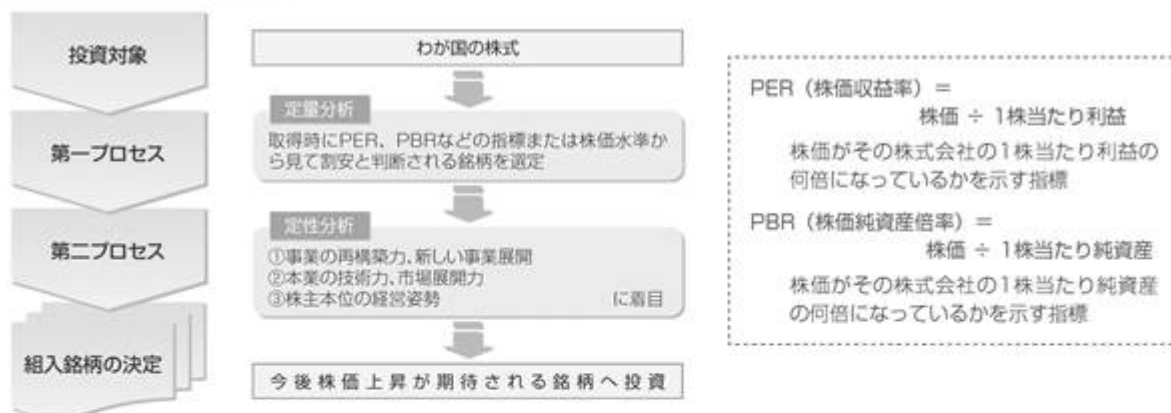 投資対象
わが国の株式
第一プロセス
定量分析
取得時にPER、PBRなどの指標または株価水準か
ら見て割安と判断される銘柄を選定
第二プロセス
定性分析
①事業の再構築力、新しい事業展開
②本業の技術力、市場展開力
③株主本位の経営姿勢 に着目
組入銘柄の決定
今後株価上昇が期待される銘柄へ投資
PER（株価収益率）＝
株価 ÷ 1株当たり利益
株価がその株式会社の1株当たり利益の
何倍になっているかを示す指標
PBR（株価純資産倍率）＝
株価 ÷ 1株当たり純資産
株価がその株式会社の1株当たり純資産
の何倍になっているかを示す指標